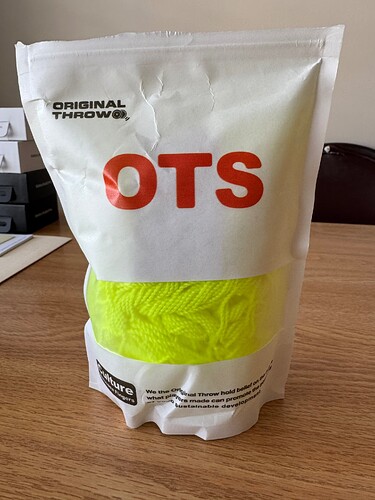 ORIGINAL
THROW
OTS
Culture
We the Original Throw hold belief on the
what players made can promote the
sustainable development